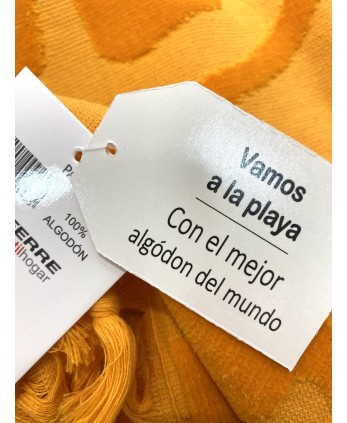 Vamos
a la playa
Con el mejor
algódon del mundo
100%
ALGODÓN